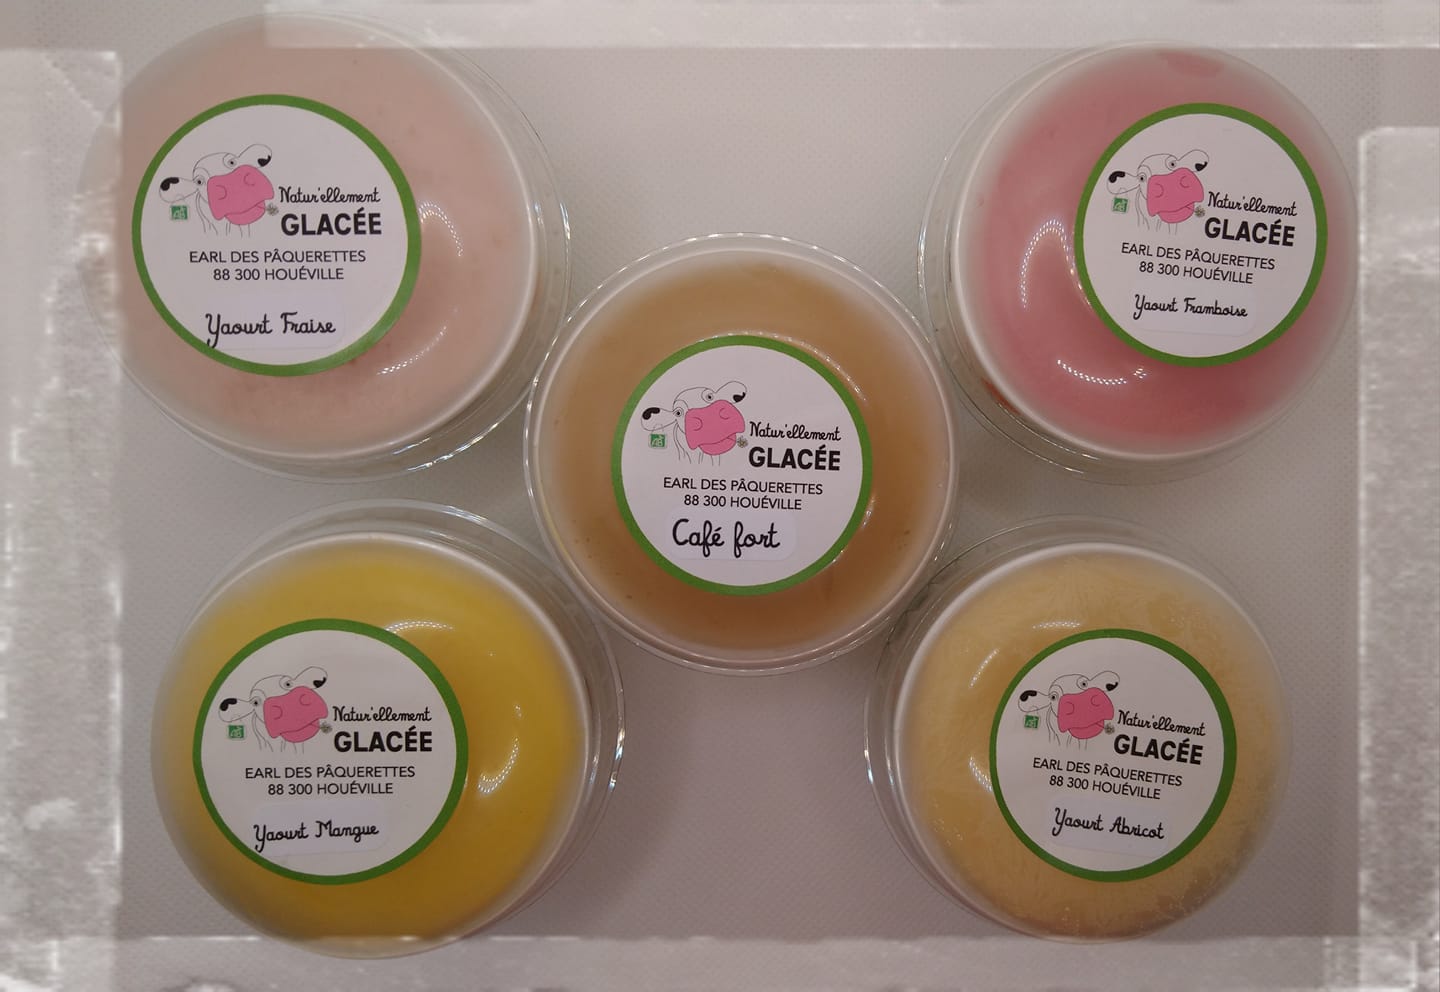 Natur'ellement
GLACÉE
EARL DES PÂQUERETTES
88 300 HOUÉVILLE
Yaourt Fraise
Natur'ellement
GLACÉE
EARL DES PÂQUERETTES
88 300 HOUÉVILLE
Yaourt Framboise
Natur'ellement
GLACÉE
EARL DES PÂQUERETTES
88 300 HOUÉVILLE
Café fort
Natur'ellement
GLACÉE
EARL DES PÂQUERETTES
88 300 HOUÉVILLE
Yaourt Mangue
Natur'ellement
GLACÉE
EARL DES PÂQUERETTES
88 300 HOUÉVILLE
Yaourt Abricot